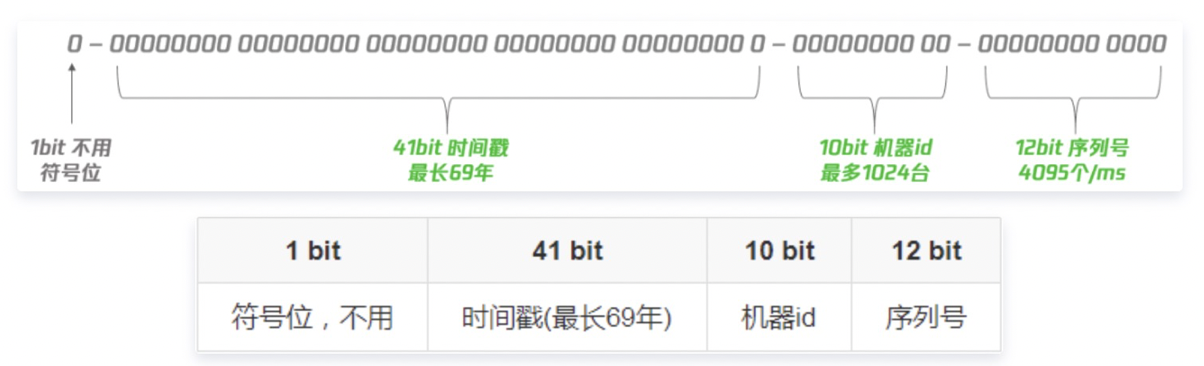 0 – 00000000 00000000 00000000 00000000 00000000 0 – 00000000 00 – 00000000 0000
1bit 不用
符号位
41bit 时间戳
最长69年
10bit 机器id
最多1024台
12bit 序列号
4095个/ms
1 bit 41 bit 10 bit 12 bit
符号位，不用 时间戳(最长69年) 机器id 序列号